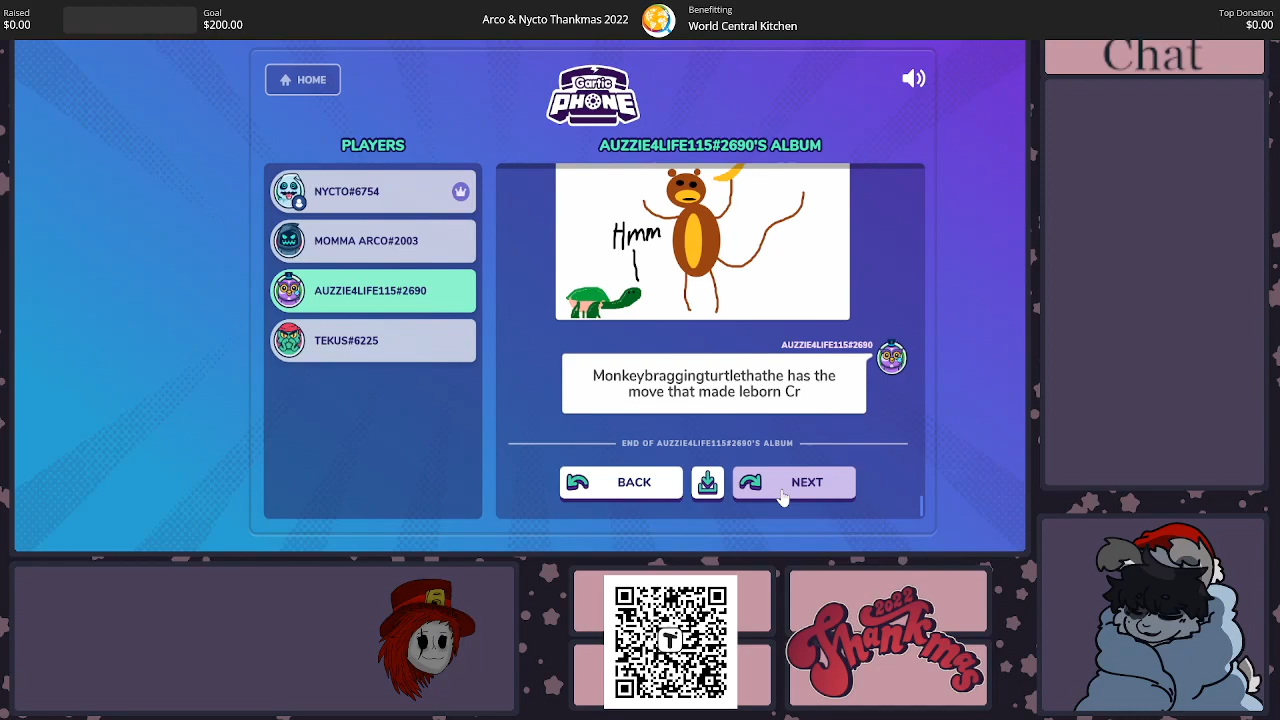 Raised
$0.00
Goal
$200.00
Arco & Nycto Thankmas 2022
Benefitting
World Central Kitchen
Top Donation
$0.00
HOME
Gartic
PHONE
Chat
PLAYERS
AUZZIE4LIFE115#2690'S ALBUM
NYCTO#6754
MOMMA ARCO#2003
AUZZIE4LIFE115#2690
TEKUS#6225
Hmm
AUZZIE4LIFE115#2690
Monkeybraggingturtlethathe has the
move that made leborn Cr
END OF AUZZIE4LIFE115#2690'S ALBUM
BACK
NEXT
T
2022
Thankmas